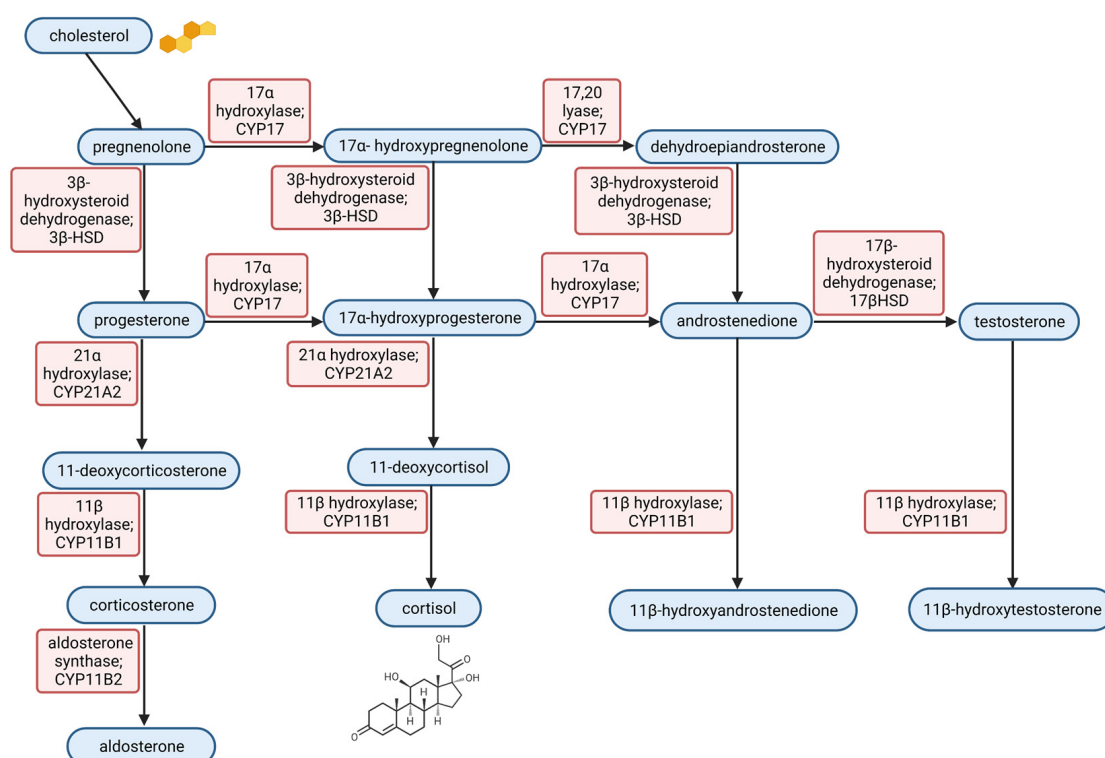 cholesterol
17α
hydroxylase;
CYP17
17,20
lyase;
CYP17
pregnenolone
17α- hydroxypregnenolone
dehydroepiandrosterone
3β-
hydroxysteroid
dehydrogenase;
3β-HSD
3β-hydroxysteroid
dehydrogenase;
3β-HSD
3β-hydroxysteroid
dehydrogenase;
3β-HSD
17α
hydroxylase;
CYP17
17α
hydroxylase;
CYP17
17β-
hydroxysteroid
dehydrogenase;
17βHSD
progesterone
17α-hydroxyprogesterone
androstenedione
testosterone
21α
hydroxylase;
CYP21A2
21α hydroxylase;
CYP21A2
11-deoxycorticosterone
11-deoxycortisol
11β
hydroxylase;
CYP11B1
11β hydroxylase;
CYP11B1
11β hydroxylase;
CYP11B1
11β hydroxylase;
CYP11B1
corticosterone
cortisol
11β-hydroxyandrostenedione
11β-hydroxytestosterone
aldosterone
synthase;
CYP11B2
OH
O
HO
OH
H
H
H
O
aldosterone